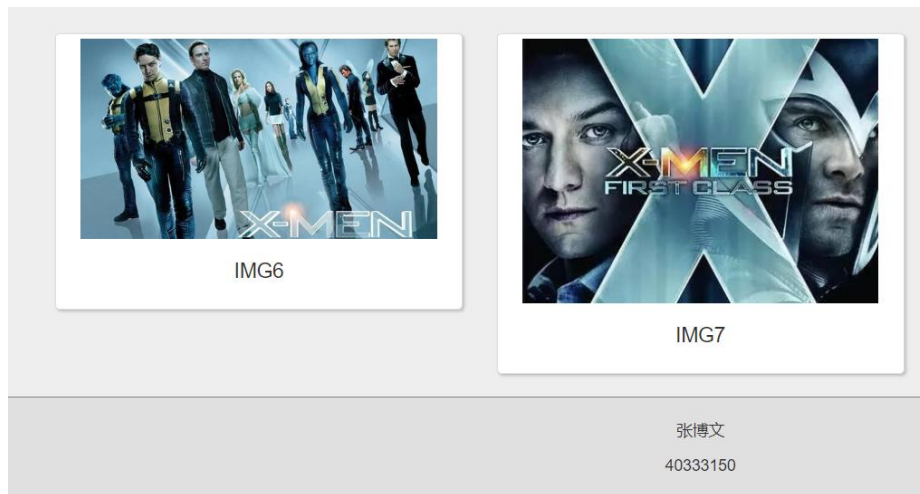 X-MEN
IMG6
X-MEN
FIRST CLASS
IMG7
张博文
40333150